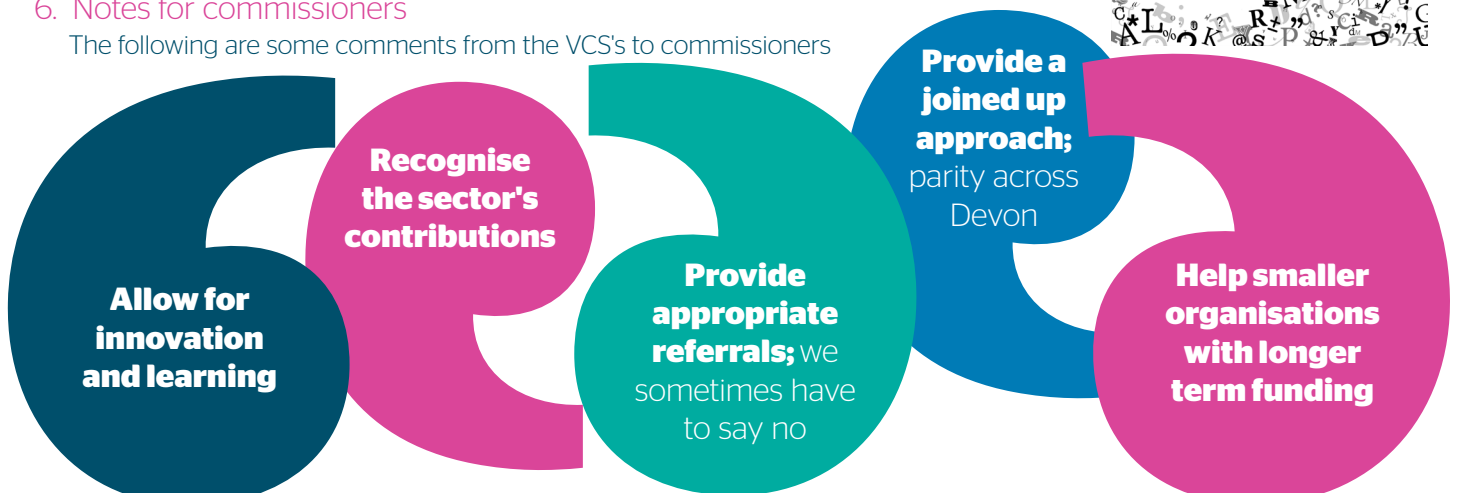 6. Notes for commissioners
The following are some comments from the VCS's to commissioners
Allow for
innovation
and learning
Recognise
the sector's
contributions
Provide
appropriate
referrals; we
sometimes have
to say no
Provide a
joined up
approach;
parity across
Devon
Help smaller
organisations
with longer
term funding